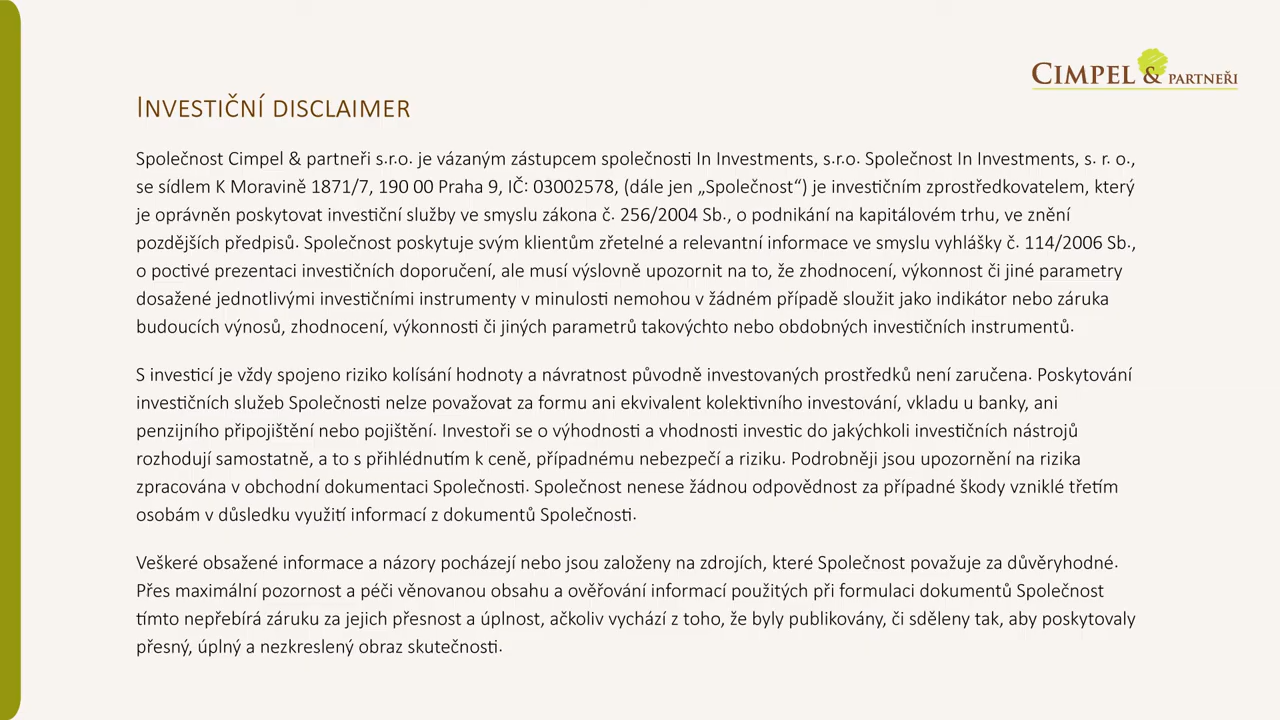 CIMPEL & PARTNEŘI
INVESTIČNÍ DISCLAIMER
Společnost Cimpel & partneři s.r.o. je vázaným zástupcem společnosti In Investments, s.r.o. Společnost In Investments, s. r. o.,
se sídlem K Moravině 1871/7, 190 00 Praha 9, IČ: 03002578, (dále jen „Společnost“) je investičním zprostředkovatelem, který
je oprávněn poskytovat investiční služby ve smyslu zákona č. 256/2004 Sb., o podnikání na kapitálovém trhu, ve znění
pozdějších předpisů. Společnost poskytuje svým klientům zřetelné a relevantní informace ve smyslu vyhlášky č. 114/2006 Sb.,
o poctivé prezentaci investičních doporučení, ale musí výslovně upozornit na to, že zhodnocení, výkonnost či jiné parametry
dosažené jednotlivými investičními instrumenty v minulosti nemohou v žádném případě sloužit jako indikátor nebo záruka
budoucích výnosů, zhodnocení, výkonnosti či jiných parametrů takovýchto nebo obdobných investičních instrumentů.
S investicí je vždy spojeno riziko kolísání hodnoty a návratnost původně investovaných prostředků není zaručena. Poskytování
investičních služeb Společnosti nelze považovat za formu ani ekvivalent kolektivního investování, vkladu u banky, ani
penzijního připojištění nebo pojištění. Investoři se o výhodnosti a vhodnosti investic do jakýchkoli investičních nástrojů
rozhodují samostatně, a to s přihlédnutím k ceně, případnému nebezpečí a riziku. Podrobněji jsou upozornění na rizika
zpracována v obchodní dokumentaci Společnosti. Společnost nenese žádnou odpovědnost za případné škody vzniklé třetím
osobám v důsledku využití informací z dokumentů Společnosti.
Veškeré obsažené informace a názory pocházejí nebo jsou založeny na zdrojích, které Společnost považuje za důvěryhodné.
Přes maximální pozornost a péči věnovanou obsahu a ověřování informací použitých při formulaci dokumentů Společnost
tímto nepřebírá záruku za jejich přesnost a úplnost, ačkoliv vychází z toho, že byly publikovány, či sděleny tak, aby poskytovaly
přesný, úplný a nezkreslený obraz skutečnosti.